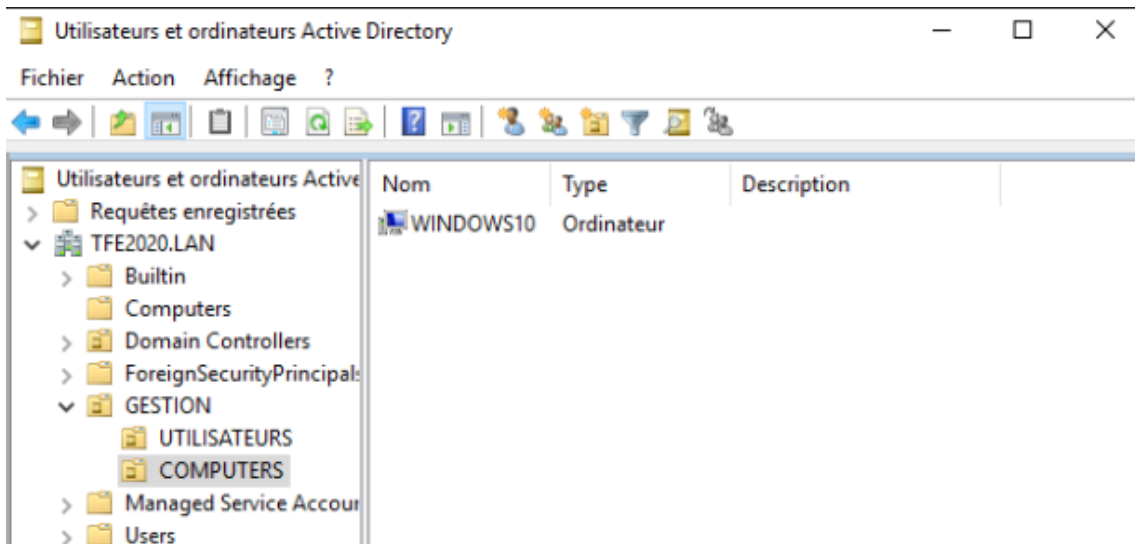 Utilisateurs et ordinateurs Active Directory
Fichier Action Affichage ?
Utilisateurs et ordinateurs Active
Requêtes enregistrées
TFE2020.LAN
Builtin
Computers
Domain Controllers
ForeignSecurityPrincipals
GESTION
UTILISATEURS
COMPUTERS
Managed Service Accour
Users
Nom Type Description
WINDOWS10 Ordinateur